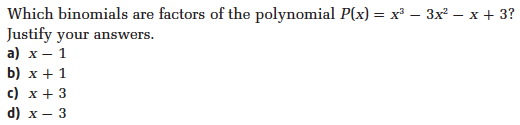 Which binomials are factors of the polynomial P(x) = x³ – 3x² – x + 3?
Justify your answers.
a) x – 1
b) x + 1
c) x + 3
d) x – 3